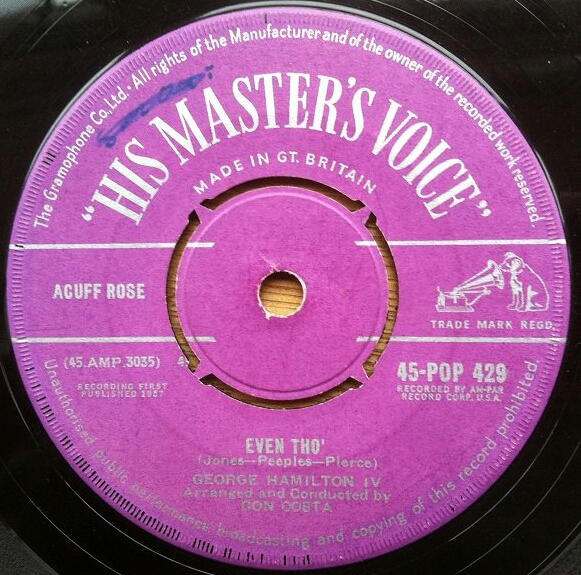 The Gramophone Co., Ltd. · All rights of the Manufacturer and of the owner of the recorded work reserved.
"HIS MASTER'S VOICE"
MADE IN GT. BRITAIN
ACUFF ROSE
TRADE MARK REGD.
(45.AMP.3035) 4
45-POP 429
RECORDING FIRST
PUBLISHED 1957
RECORDED BY AM-PAR
RECORD CORP. U.S.A.
EVEN THO'
(Jones—Peeples—Pierce)
GEORGE HAMILTON IV
Arranged and Conducted by
DON COSTA
Unauthorised public performance, broadcasting and copying of this record prohibited.